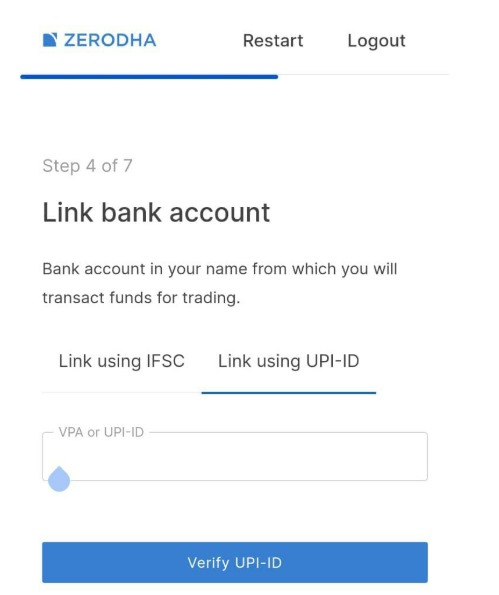 ZERODHA Restart Logout
Step 4 of 7
Link bank account
Bank account in your name from which you will
transact funds for trading.
Link using IFSC Link using UPI-ID
VPA or UPI-ID
Verify UPI-ID